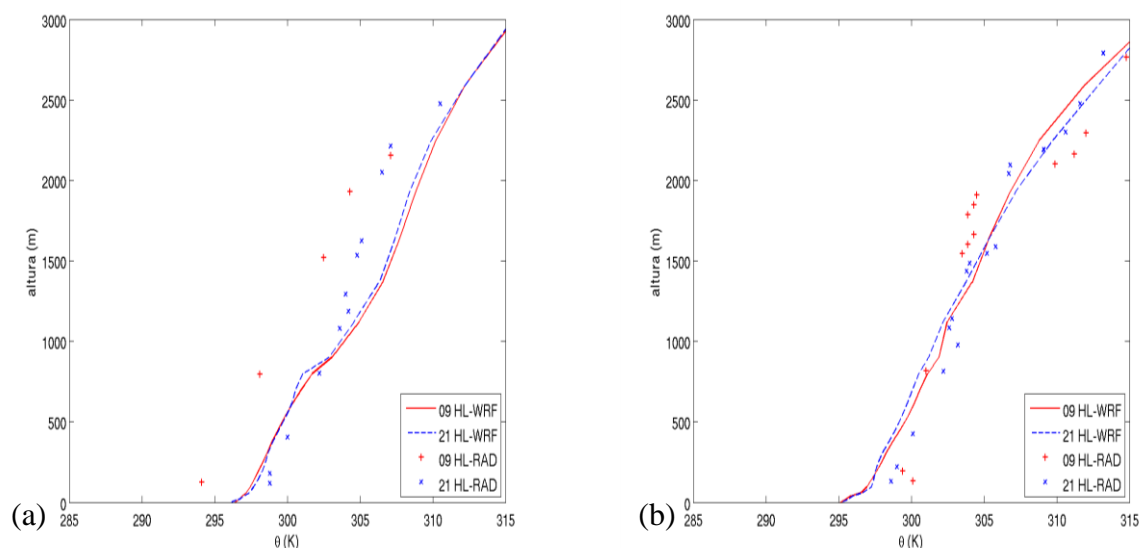 3000
2500
2000
1500
1000
500
0
altura (m)
285 290 295 300 305 310 315
θ (K)
09 HL-WRF
21 HL-WRF
09 HL-RAD
21 HL-RAD
(a)
3000
2500
2000
1500
1000
500
0
altura (m)
285 290 295 300 305 310 315
θ (K)
09 HL-WRF
21 HL-WRF
09 HL-RAD
21 HL-RAD
(b)